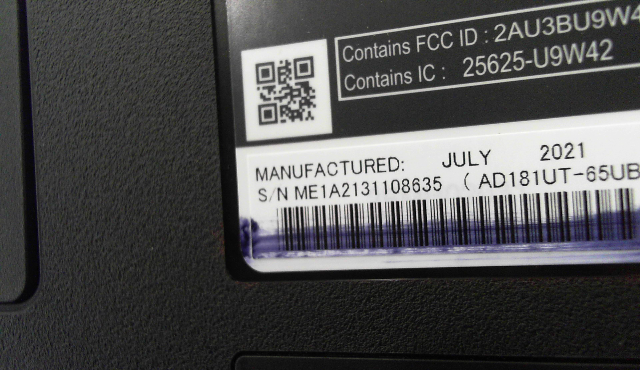 Contains FCC ID : 2AU3BU9W4
Contains IC : 25625-U9W42
MANUFACTURED: JULY 2021
S/N ME1A2131108635 ( AD181UT-65UB